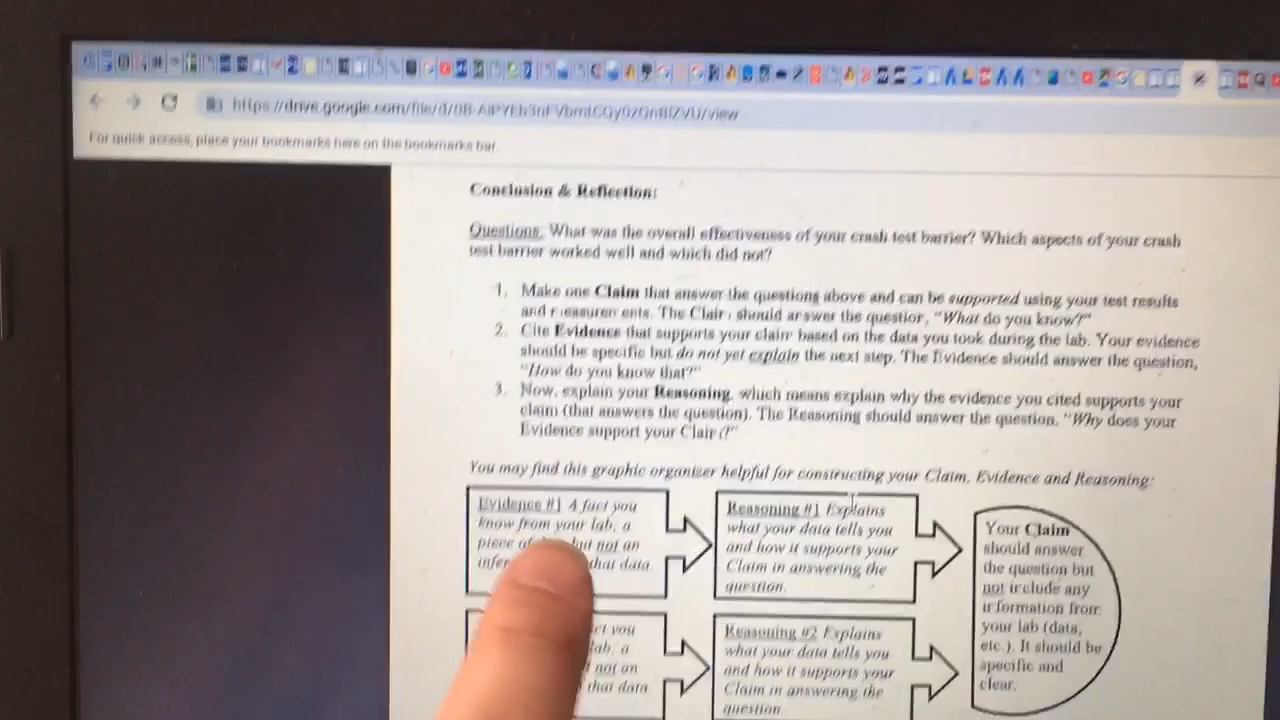 For quick access, place your bookmarks here on the bookmarks bar.
Conclusion & Reflection:
Questions: What was the overall effectiveness of your crash test barrier? Which aspects of your crash
test barrier worked well and which did not?
1. Make one Claim that answer the questions above and can be supported using your test results
and measurements. The Claim should answer the question, "What do you know?"
2. Cite Evidence that supports your claim based on the data you took during the lab. Your evidence
should be specific but do not yet explain the next step. The Evidence should answer the question,
"How do you know that?"
3. Now, explain your Reasoning, which means explain why the evidence you cited supports your
claim (that answers the question). The Reasoning should answer the question. "Why does your
Evidence support your Claim?"
You may find this graphic organizer helpful for constructing your Claim, Evidence and Reasoning:
Evidence #1 A fact you
know from your lab, a
piece but not an
that data.
you
lab, a
not an
that data.
Reasoning #1 Explains
what your data tells you
and how it supports your
Claim in answering the
question.
Reasoning #2 Explains
what your data tells you
and how it supports your
Claim in answering the
question.
Your Claim
should answer
the question but
not include any
information from
your lab (data,
etc.). It should be
specific and
clear.